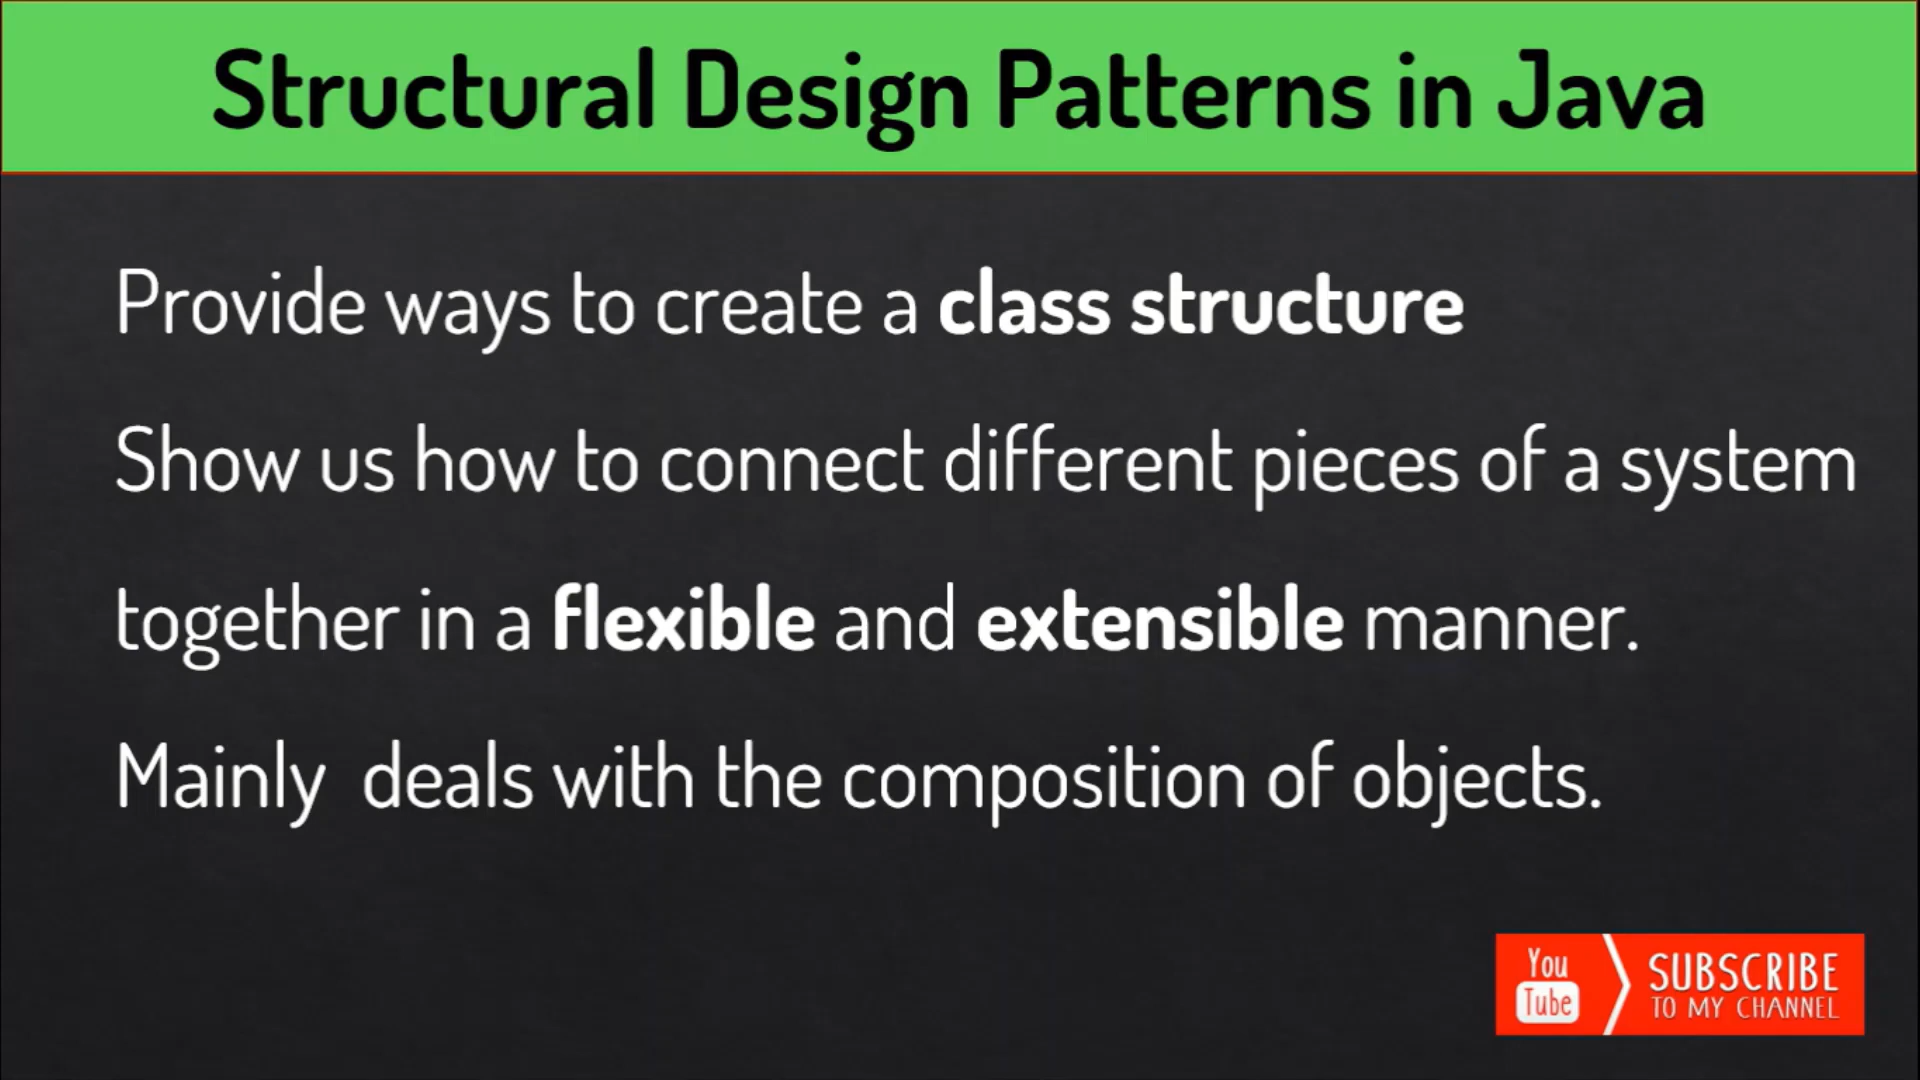 Structural Design Patterns in Java
Provide ways to create a class structure
Show us how to connect different pieces of a system
together in a flexible and extensible manner.
Mainly  deals with the composition of objects.
You
Tube
SUBSCRIBE
TO MY CHANNEL